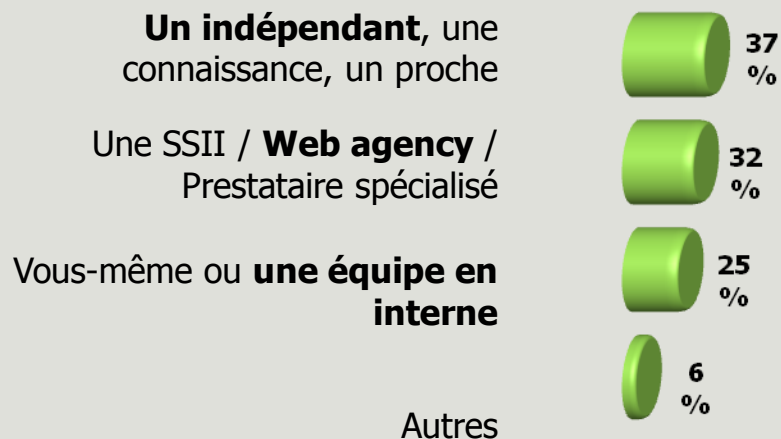 Un indépendant, une
connaissance, un proche
37
%
Une SSII / Web agency /
Prestataire spécialisé
32
%
Vous-même ou une équipe en
interne
25
%
6
%
Autres